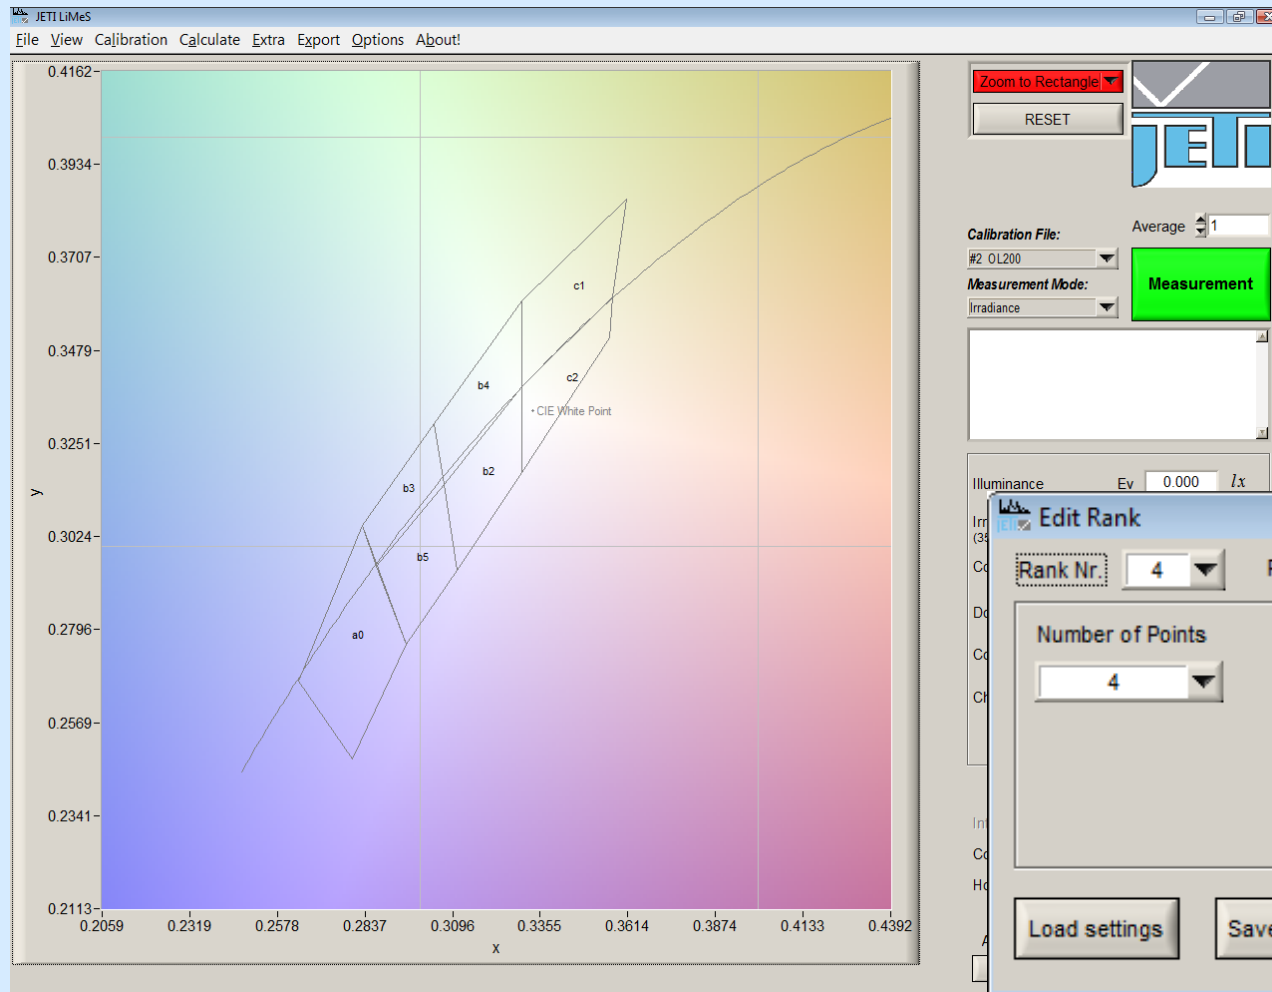 JETI LiMeS
File View Calibration Calculate Extra Export Options About!
0.4162
0.3934
0.3707
0.3479
0.3251
0.3024
0.2796
0.2569
0.2341
0.2113
y
c1
c2
b4
CIE White Point
b2
b3
b5
a0
0.2059 0.2319 0.2578 0.2837 0.3096 0.3355 0.3614 0.3874 0.4133 0.4392
x
Zoom to Rectangle
RESET
JETI
Calibration File:
Average 1
#2 OL200
Measurement Mode:
Measurement
Irradiance
Illuminance Ev 0.000 lx
Edit Rank
Rank Nr. 4
Number of Points
4
Load settings
Save